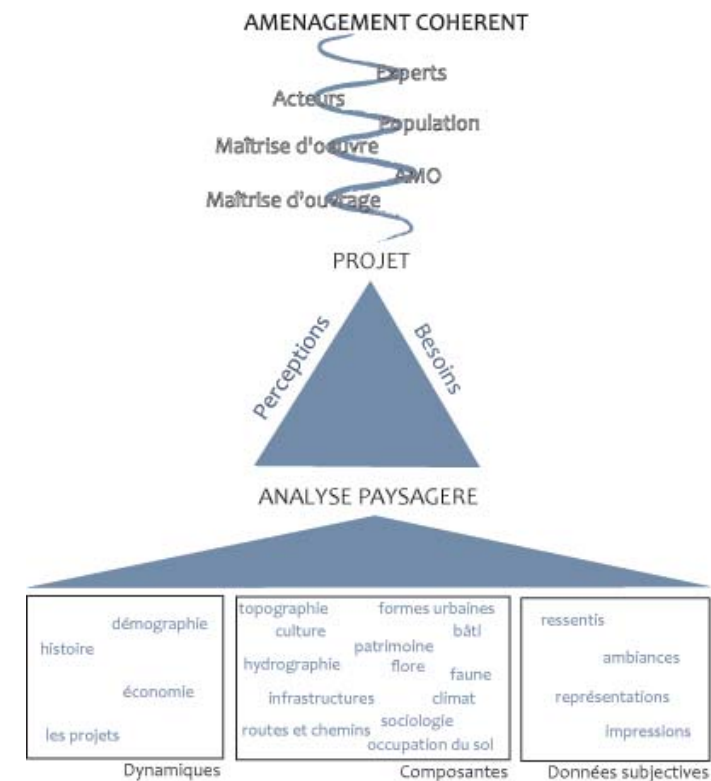 AMENAGEMENT COHERENT
Experts
Acteurs
Population
Maîtrise d'oeuvre
AMO
Maîtrise d'ouvrage
PROJET
Perceptions
Besoins
ANALYSE PAYSAGERE
démographie
histoire
économie
les projets
Dynamiques
topographie formes urbaines
culture bâti
patrimoine
hydrographie flore
faune
infrastructures climat
sociologie
routes et chemins
occupation du sol
Composantes
ressentis
ambiances
représentations
impressions
Données subjectives